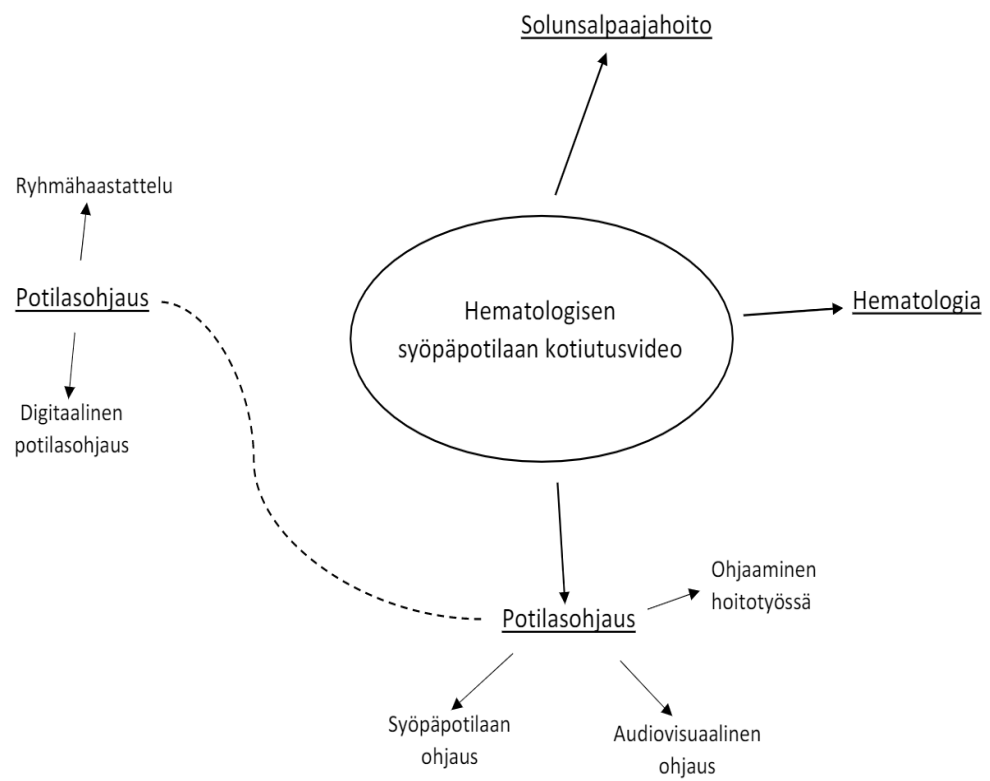 Solunsalpaajahoito
Ryhmähaastattelu
Potilasohjaus
Digitaalinen
potilasohjaus
Hematologisen
syöpäpotilaan kotiutusvideo
Hematologia
Potilasohjaus
Ohjaaminen
hoitotyössä
Syöpäpotilaan
ohjaus
Audiovisuaalinen
ohjaus